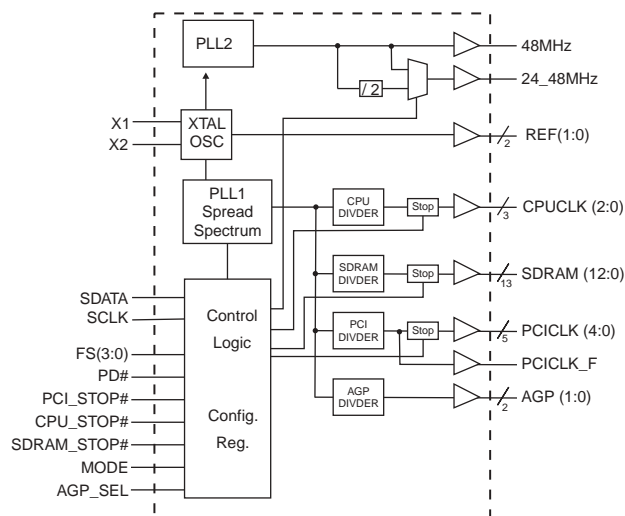 PLL2
48MHz
/ 2
24_48MHz
X1
X2
XTAL
OSC
REF(1:0)
2
PLL1
Spread
Spectrum
CPU
DIVDER
Stop
CPUCLK (2:0)
3
SDRAM
DIVDER
Stop
SDRAM (12:0)
13
PCI
DIVDER
Stop
PCICLK (4:0)
5
PCICLK_F
AGP
DIVDER
AGP (1:0)
2
SDATA
SCLK
FS(3:0)
PD#
PCI_STOP#
CPU_STOP#
SDRAM_STOP#
MODE
AGP_SEL
Control
Logic
Config.
Reg.